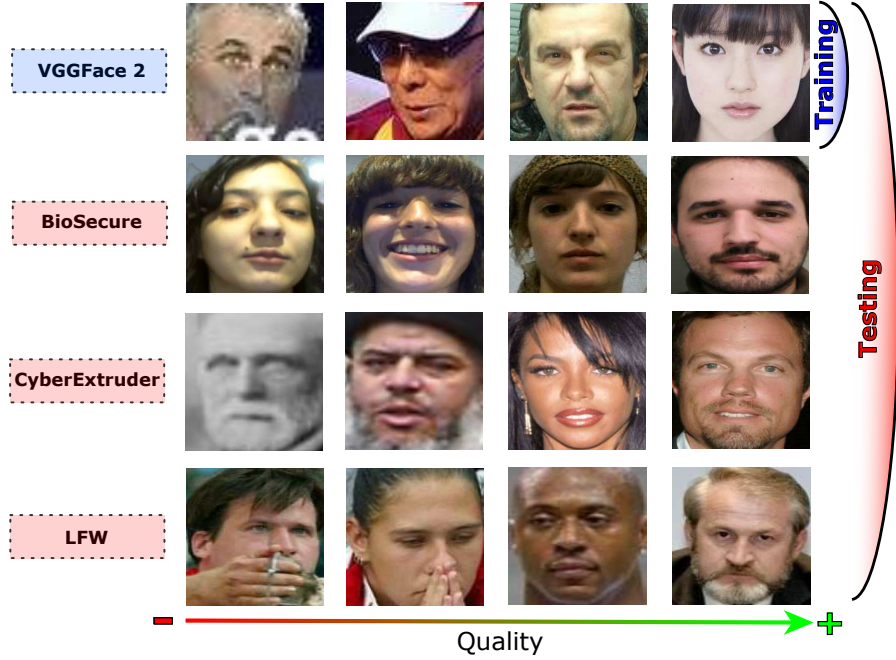 VGGFace 2
Training
BioSecure
Testing
CyberExtruder
LFW
- +
Quality